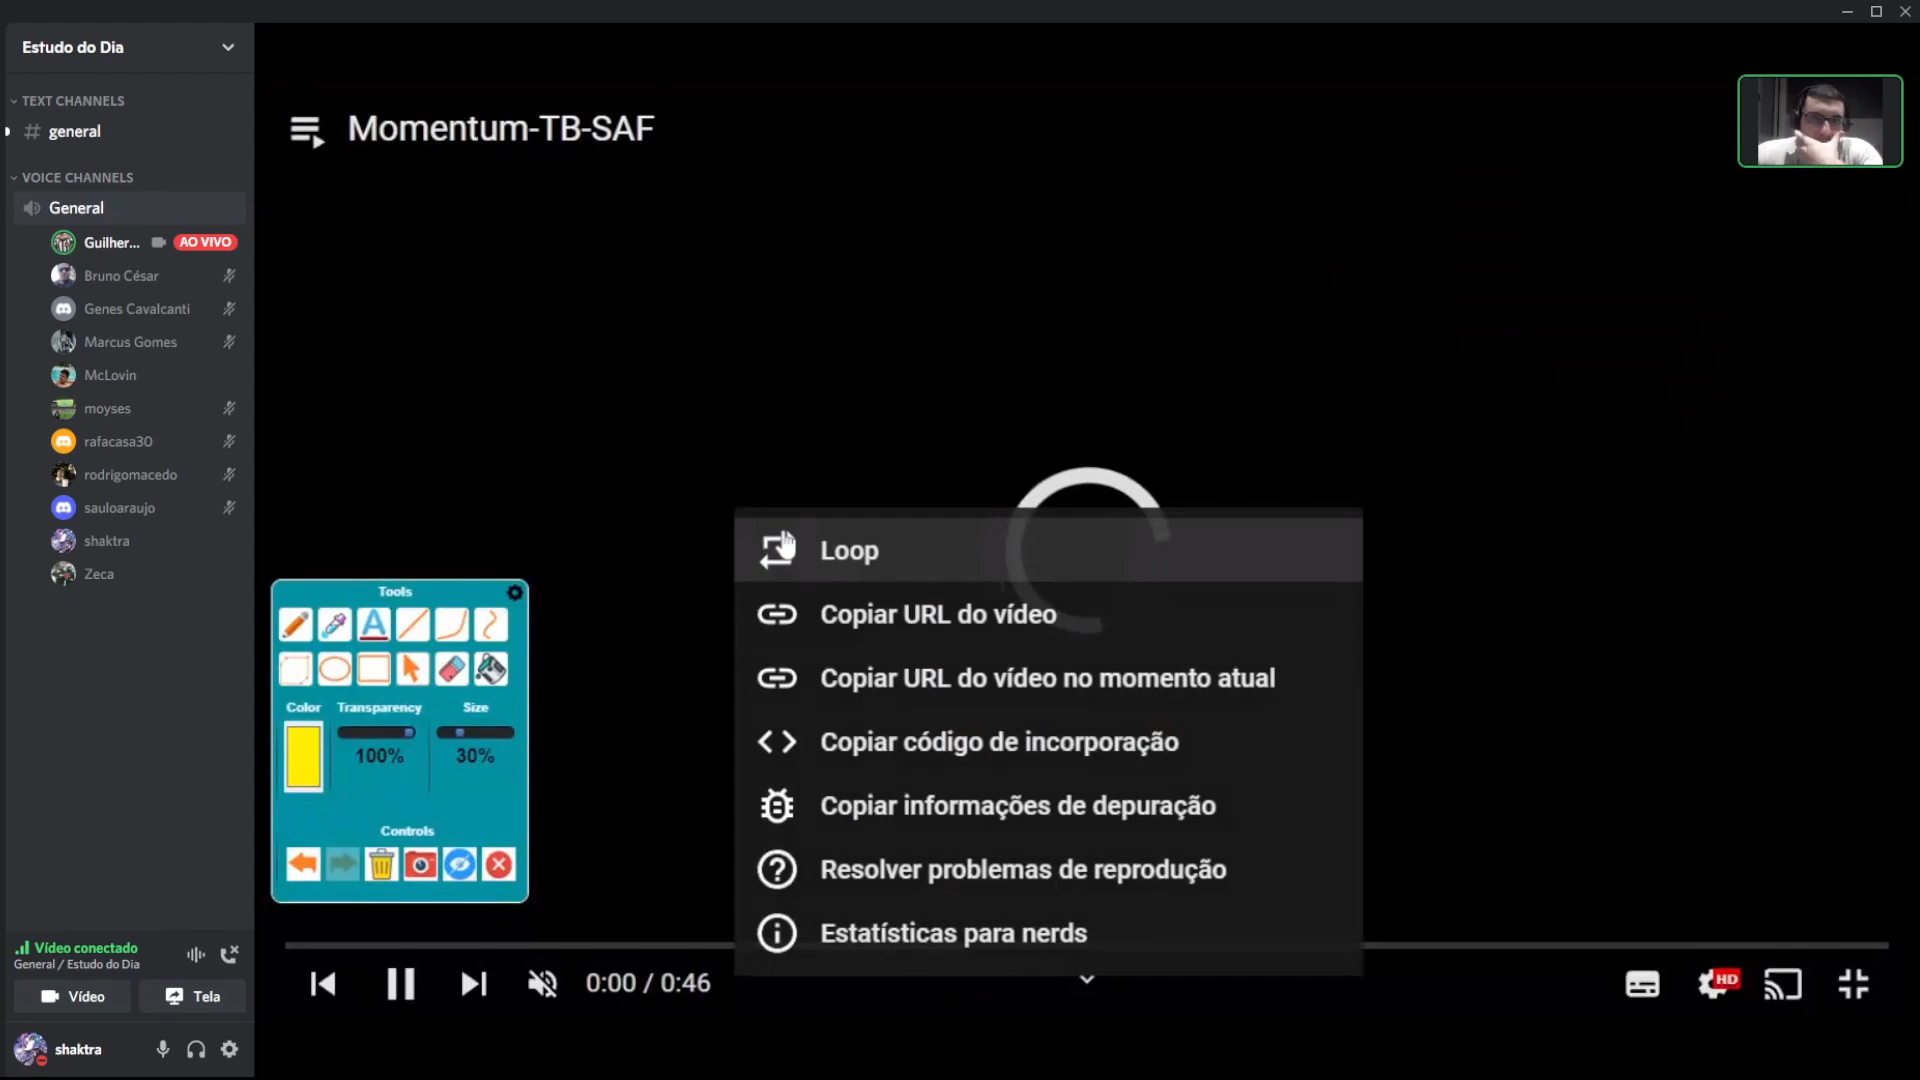 Estudo do Dia
TEXT CHANNELS
general
VOICE CHANNELS
General
Guilher... AO VIVO
Bruno César
Genes Cavalcanti
Marcus Gomes
McLovin
moyses
rafacasa30
rodrigomacedo
sauloaraujo
shaktra
Zeca
Vídeo conectado
General / Estudo do Dia
Vídeo
Tela
shaktra
Momentum-TB-SAF
Tools
Color Transparency Size
100% 30%
Controls
Loop
Copiar URL do vídeo
Copiar URL do vídeo no momento atual
Copiar código de incorporação
Copiar informações de depuração
Resolver problemas de reprodução
Estatísticas para nerds
0:00 / 0:46
HD